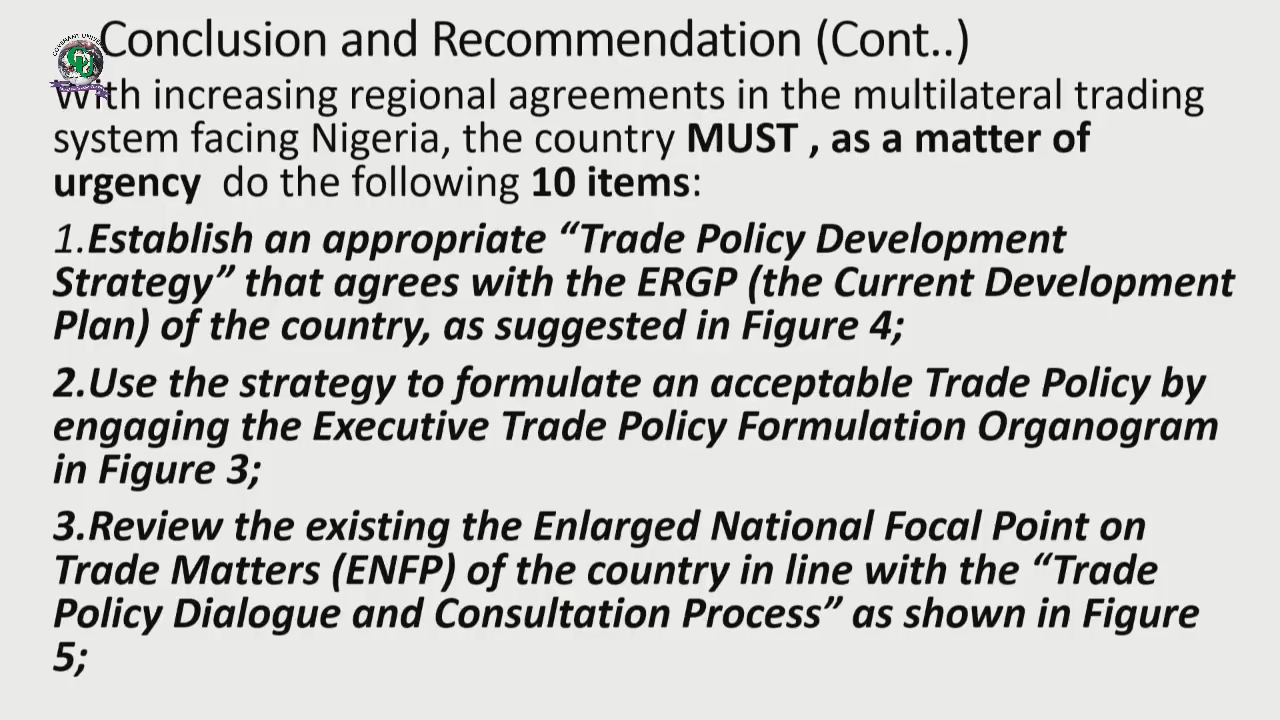 Conclusion and Recommendation (Cont..)
With increasing regional agreements in the multilateral trading
system facing Nigeria, the country MUST , as a matter of
urgency do the following 10 items:
1.Establish an appropriate “Trade Policy Development
Strategy” that agrees with the ERGP (the Current Development
Plan) of the country, as suggested in Figure 4;
2.Use the strategy to formulate an acceptable Trade Policy by
engaging the Executive Trade Policy Formulation Organogram
in Figure 3;
3.Review the existing the Enlarged National Focal Point on
Trade Matters (ENFP) of the country in line with the “Trade
Policy Dialogue and Consultation Process” as shown in Figure
5;